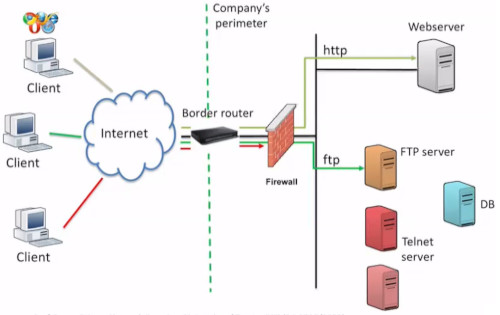 Company's
perimeter
Webserver
http
Client
Border router
Internet
ftp
FTP server
Client
Firewall
DB
Telnet
server
Client